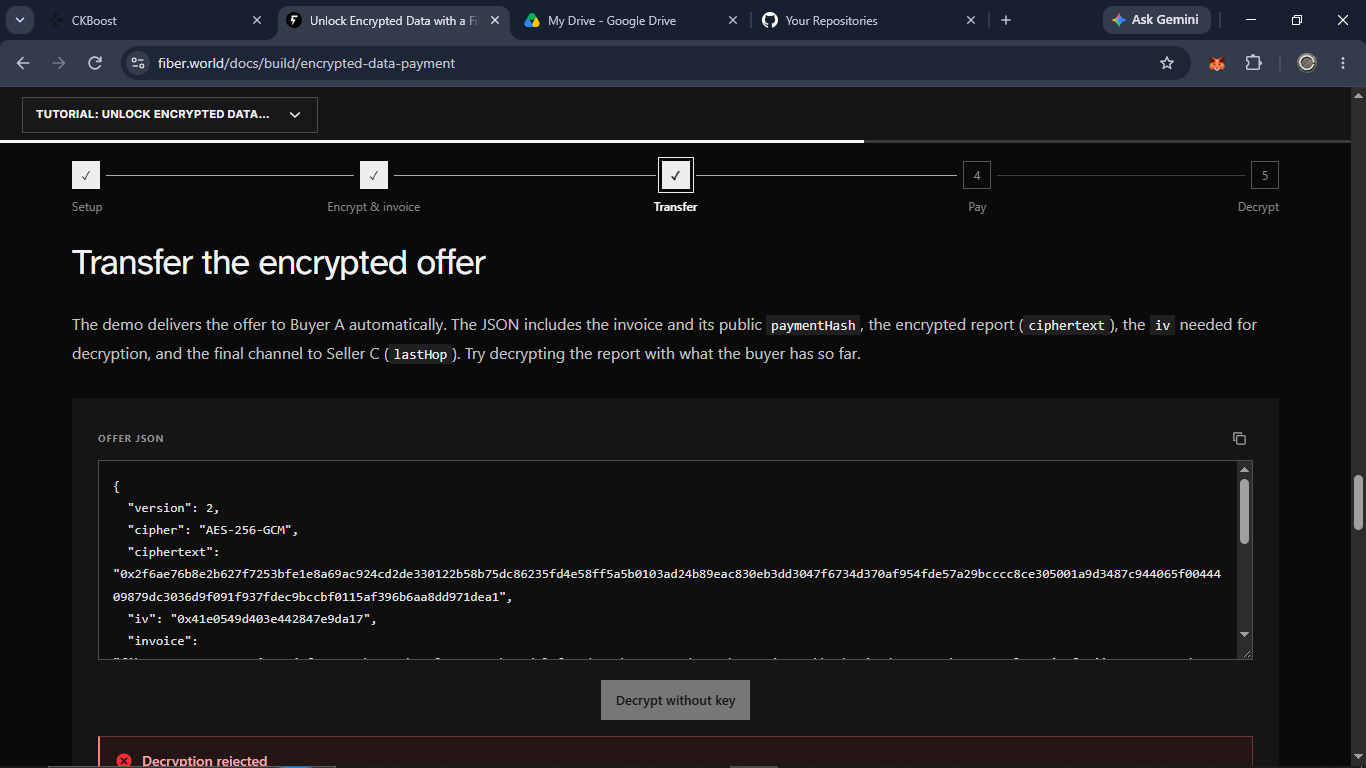 CKBoost
Unlock Encrypted Data with a Fi
My Drive - Google Drive
Your Repositories
Ask Gemini
fiber.world/docs/build/encrypted-data-payment
TUTORIAL: UNLOCK ENCRYPTED DATA...
✓ ✓ ✓ 4 5
Setup Encrypt & invoice Transfer Pay Decrypt
Transfer the encrypted offer
The demo delivers the offer to Buyer A automatically. The JSON includes the invoice and its public paymentHash, the encrypted report (ciphertext), the iv needed for
decryption, and the final channel to Seller C (lastHop). Try decrypting the report with what the buyer has so far.
OFFER JSON
{
"version": 2,
"cipher": "AES-256-GCM",
"ciphertext":
"0x2f6ae76b8e2b627f7253bfe1e8a69ac924cd2de330122b58b75dc86235fd4e58ff5a5b0103ad24b89eac830eb3dd3047f6734d370af954fde57a29bcccc8ce305001a9d3487c944065f00444
09879dc3036d9f091f937fdec9bccbf0115af396b6aa8dd971dea1",
"iv": "0x41e0549d403e442847e9da17",
"invoice":
Decrypt without key
Decryption rejected